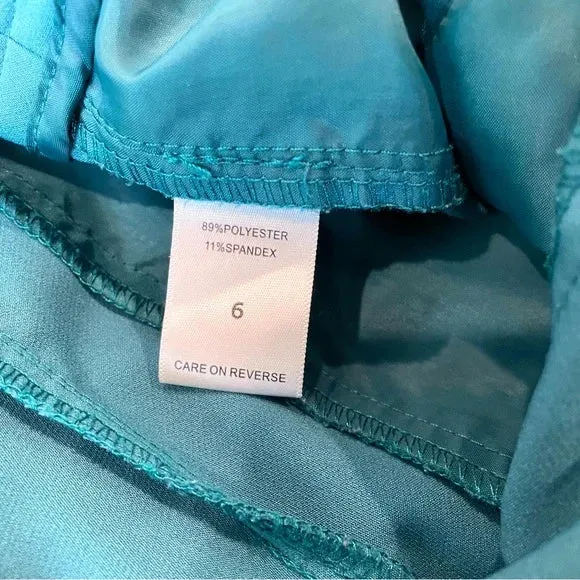 89%POLYESTER
11%SPANDEX
6
CARE ON REVERSE